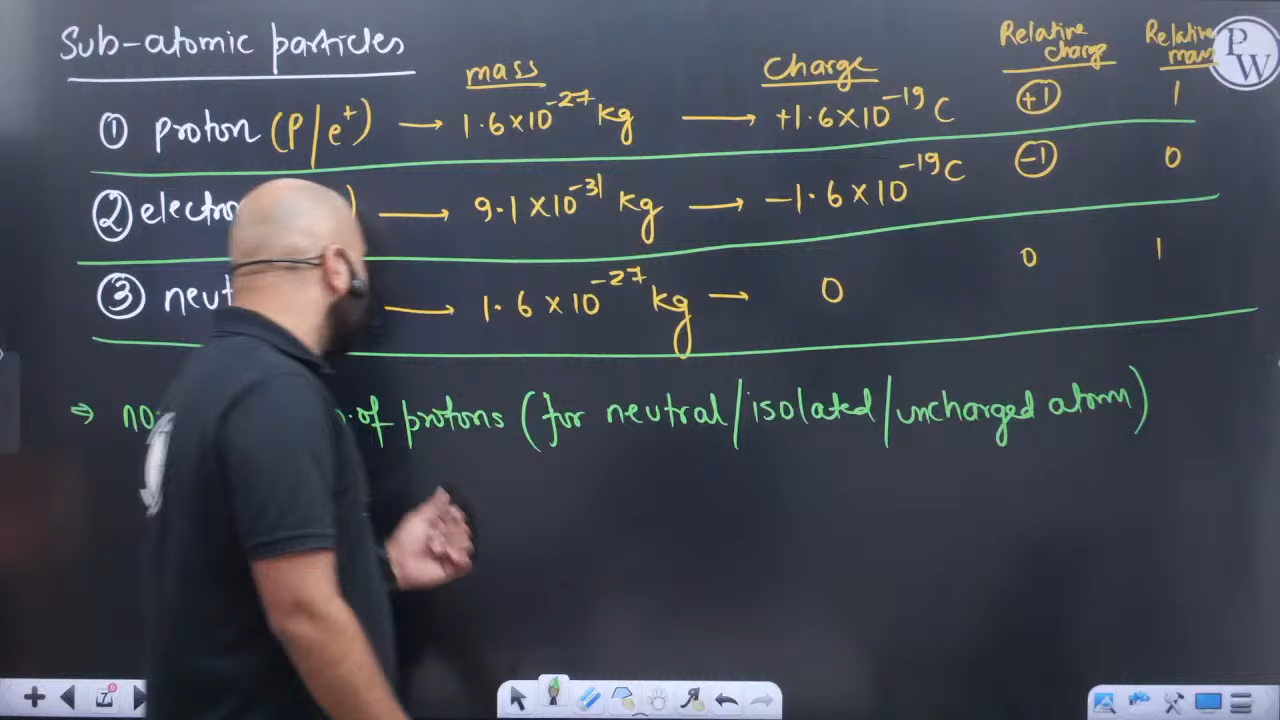 Sub-atomic particles
mass
Charge
Relative charge
Relative mass
① proton (P/e⁺) → 1.6×10⁻²⁷ kg → +1.6×10⁻¹⁹ C +1 1
② electro → 9.1×10⁻³¹ kg → -1.6×10⁻¹⁹ C -1 0
③ neut → 1.6×10⁻²⁷ kg → 0 0 1
⇒ no. of protons (for neutral/isolated/uncharged atom)
PW